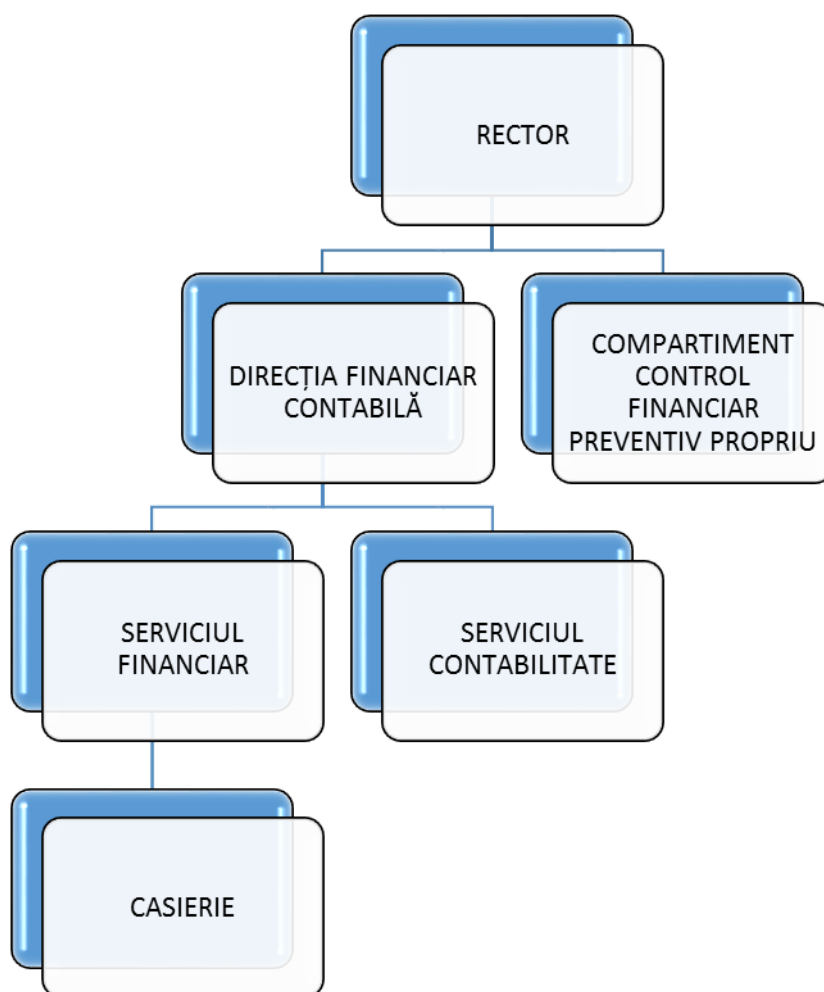 RECTOR
DIRECȚIA FINANCIAR
CONTABILĂ
COMPARTIMENT
CONTROL
FINANCIAR
PREVENTIV PROPRIU
SERVICIUL
FINANCIAR
SERVICIUL
CONTABILITATE
CASIERIE